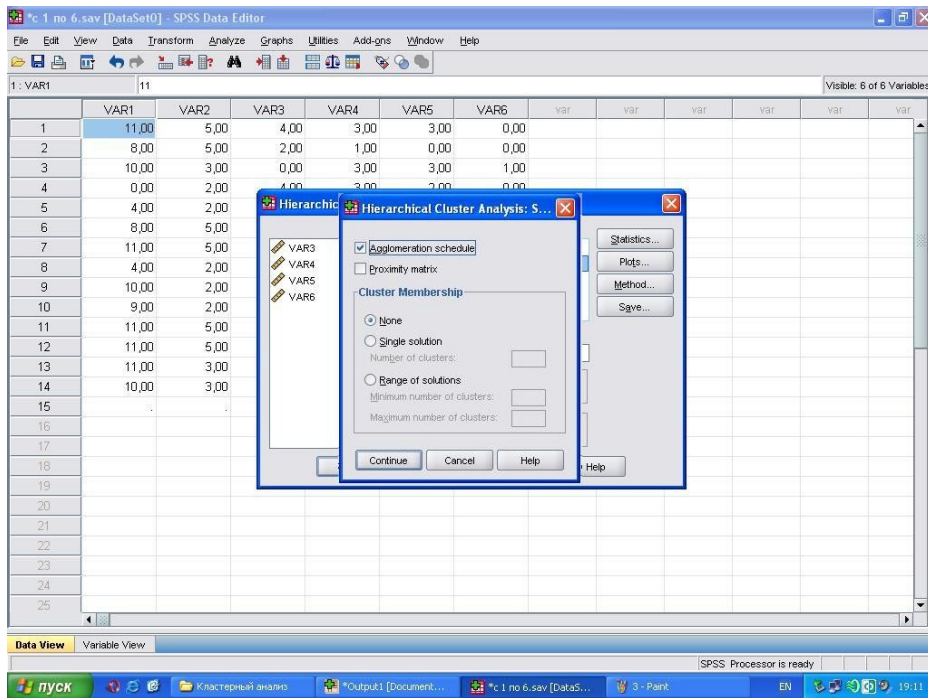 *c 1 по 6.sav [DataSet0] - SPSS Data Editor
File Edit View Data Transform Analyze Graphs Utilities Add-ons Window Help
1 : VAR1 11 Visible: 6 of 6 Variables
VAR1 VAR2 VAR3 VAR4 VAR5 VAR6 var var var var var var
1 11,00 5,00 4,00 3,00 3,00 0,00
2 8,00 5,00 2,00 1,00 0,00 0,00
3 10,00 3,00 0,00 3,00 3,00 1,00
4 0,00 2,00 4,00 3,00 2,00 0,00
5 4,00 2,00
6 8,00 5,00
7 11,00 5,00
8 4,00 2,00
9 10,00 2,00
10 9,00 2,00
11 11,00 5,00
12 11,00 5,00
13 11,00 3,00
14 10,00 3,00
15 . .
16
17
18
19
20
21
22
23
24
25
Hierarchic
VAR3
VAR4
VAR5
VAR6
Statistics...
Plots...
Method...
Save...
Help
Hierarchical Cluster Analysis: S...
Agglomeration schedule
Proximity matrix
Cluster Membership
None
Single solution
Number of clusters:
Range of solutions
Minimum number of clusters:
Maximum number of clusters:
Continue Cancel Help
Data View Variable View
SPSS Processor is ready
пуск Кластерный анализ *Output1 [Document... *c 1 по 6.sav [DataS... 3 - Paint EN 19:11